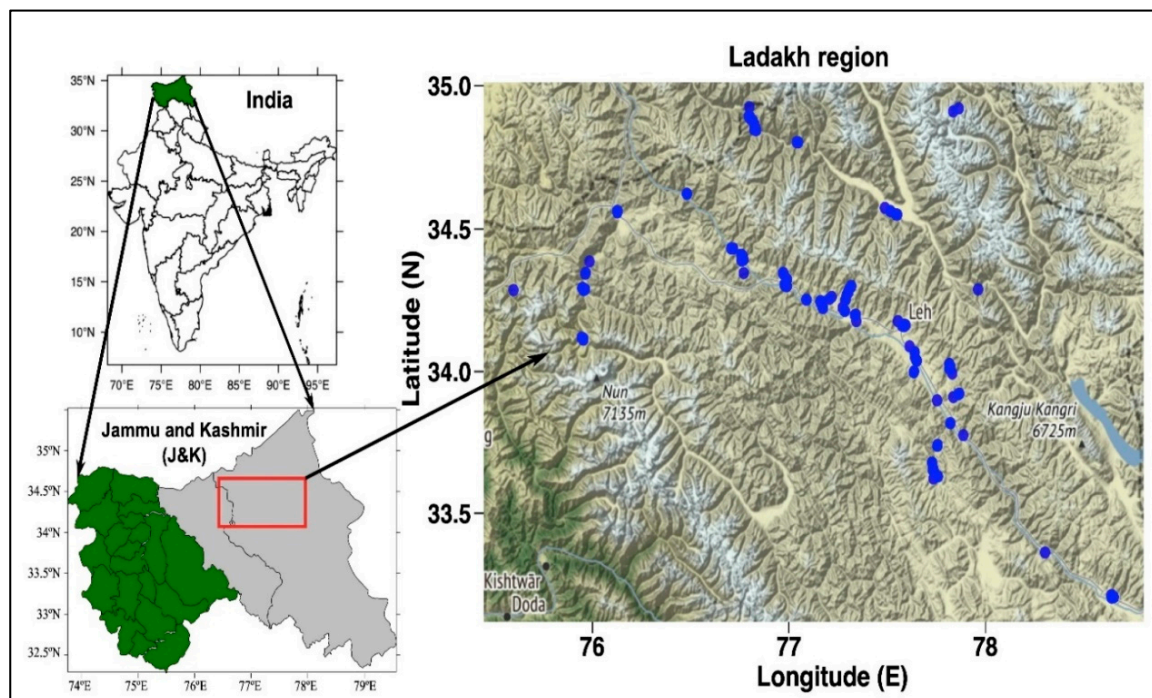 India
35°N
30°N
25°N
20°N
15°N
10°N
70°E
75°E
80°E
85°E
90°E
95°E
Jammu and Kashmir
(J&K)
35°N
34.5°N
34°N
33.5°N
33°N
32.5°N
74°E
75°E
76°E
77°E
78°E
79°E
Ladakh region
35.0
34.5
34.0
33.5
Latitude (N)
Leh
Nun
7135m
Kangju Kangri
6725m
g
Kishtwār
Doda
76
77
78
Longitude (E)